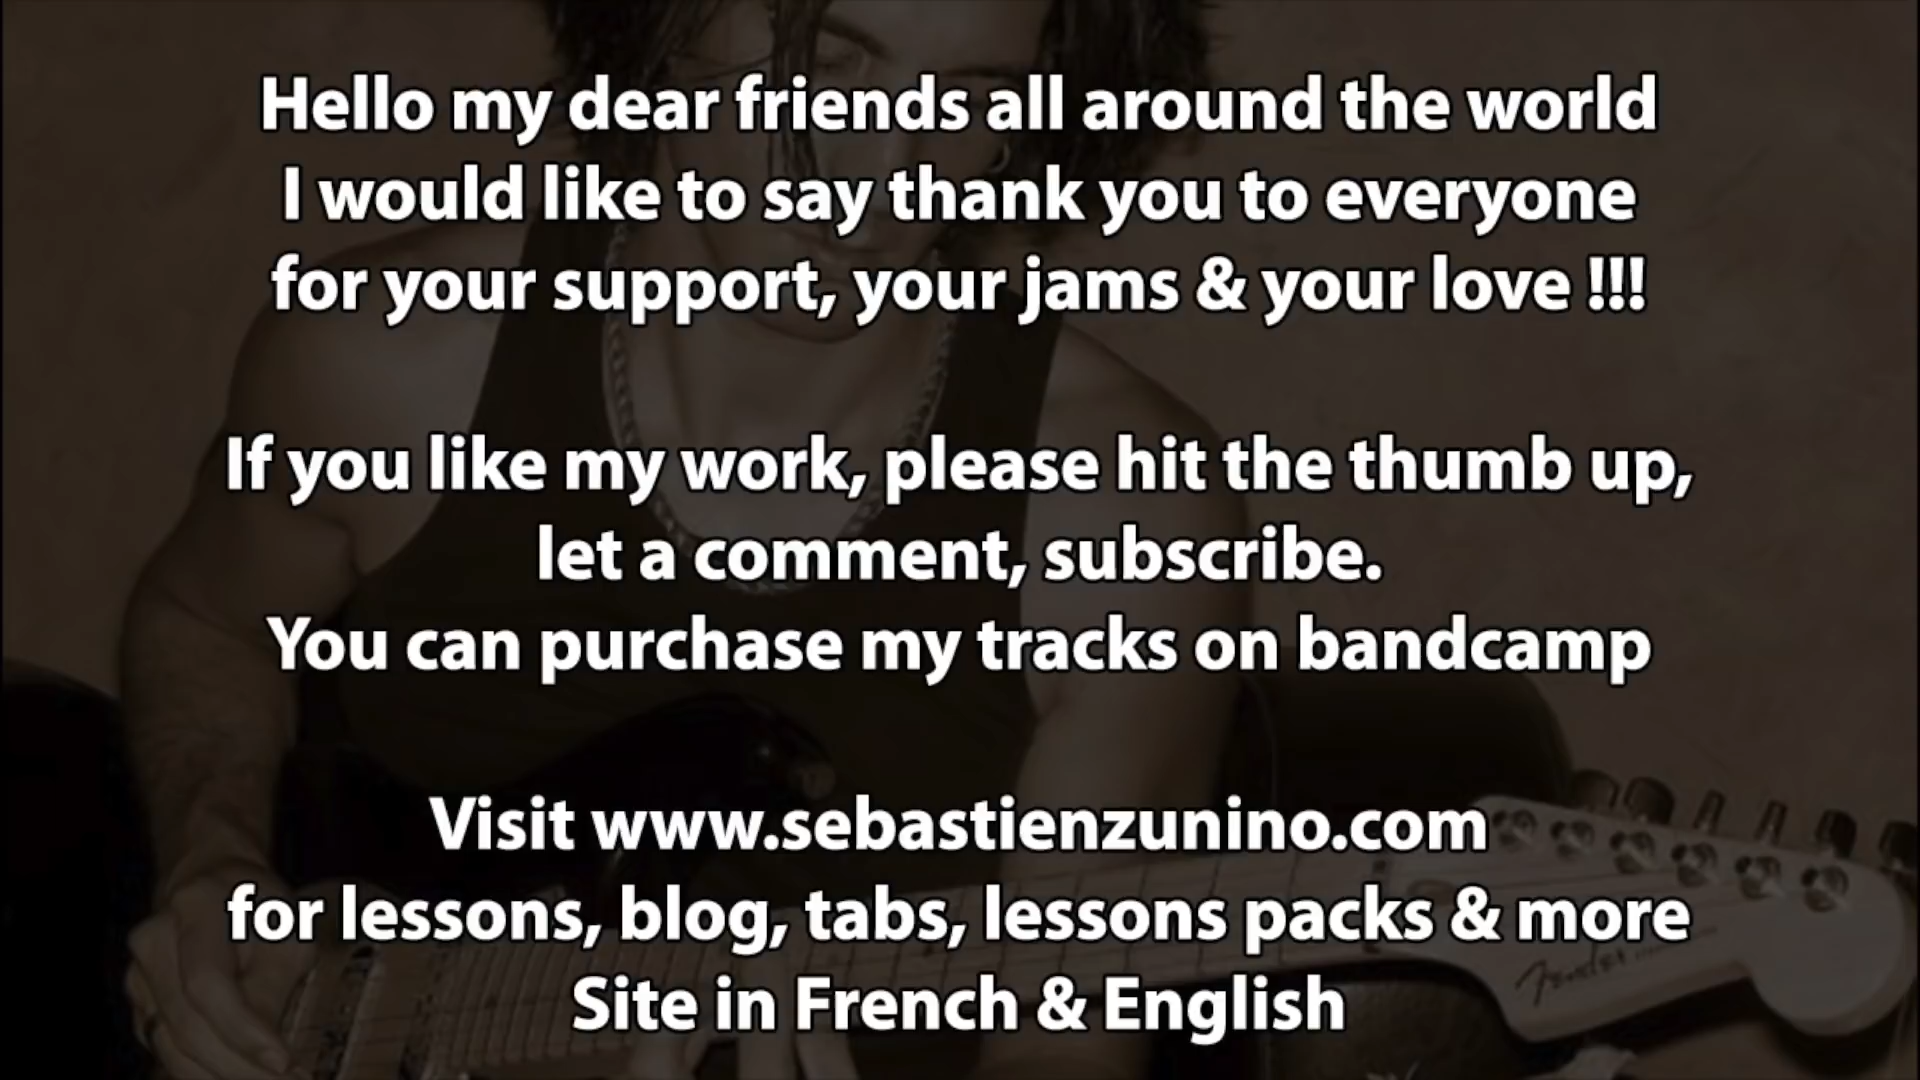 Hello my dear friends all around the world
I would like to say thank you to everyone
for your support, your jams & your love !!!
If you like my work, please hit the thumb up,
let a comment, subscribe.
You can purchase my tracks on bandcamp
Visit www.sebastienzunino.com
for lessons, blog, tabs, lessons packs & more
Site in French & English
Fender